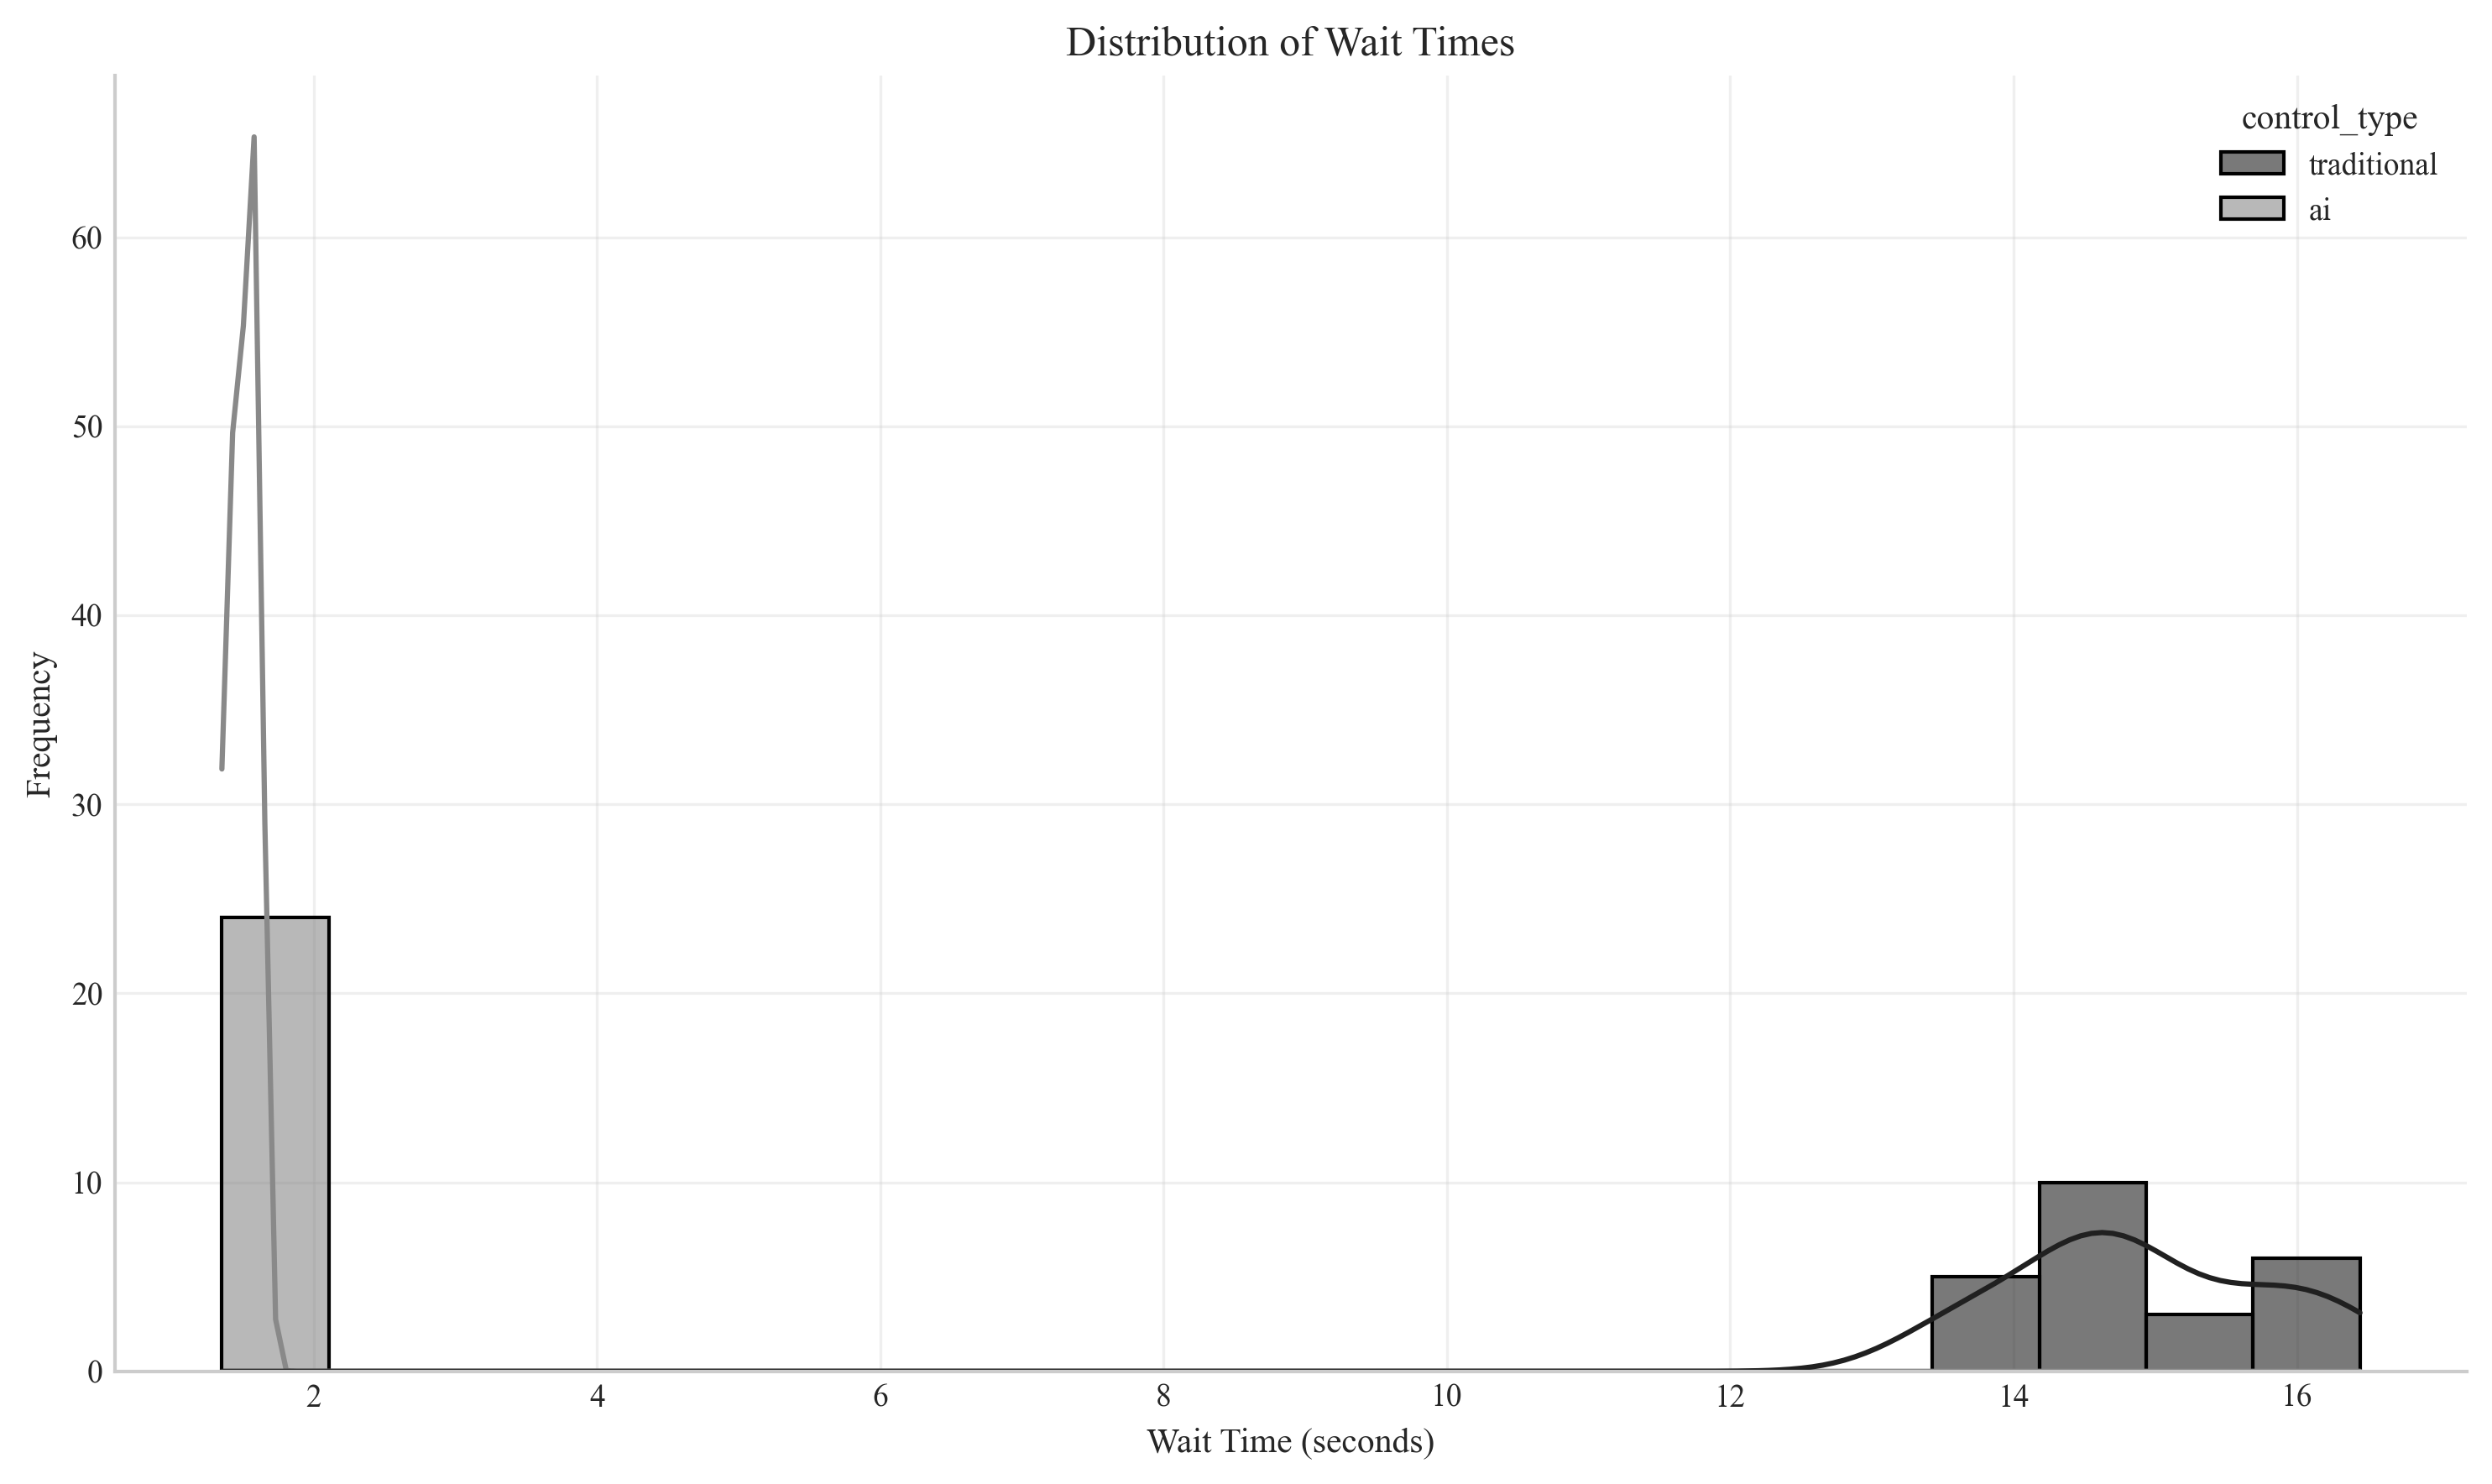 Distribution of Wait Times
control_type
traditional
ai
60
50
40
30
20
10
0
Frequency
2 4 6 8 10 12 14 16
Wait Time (seconds)